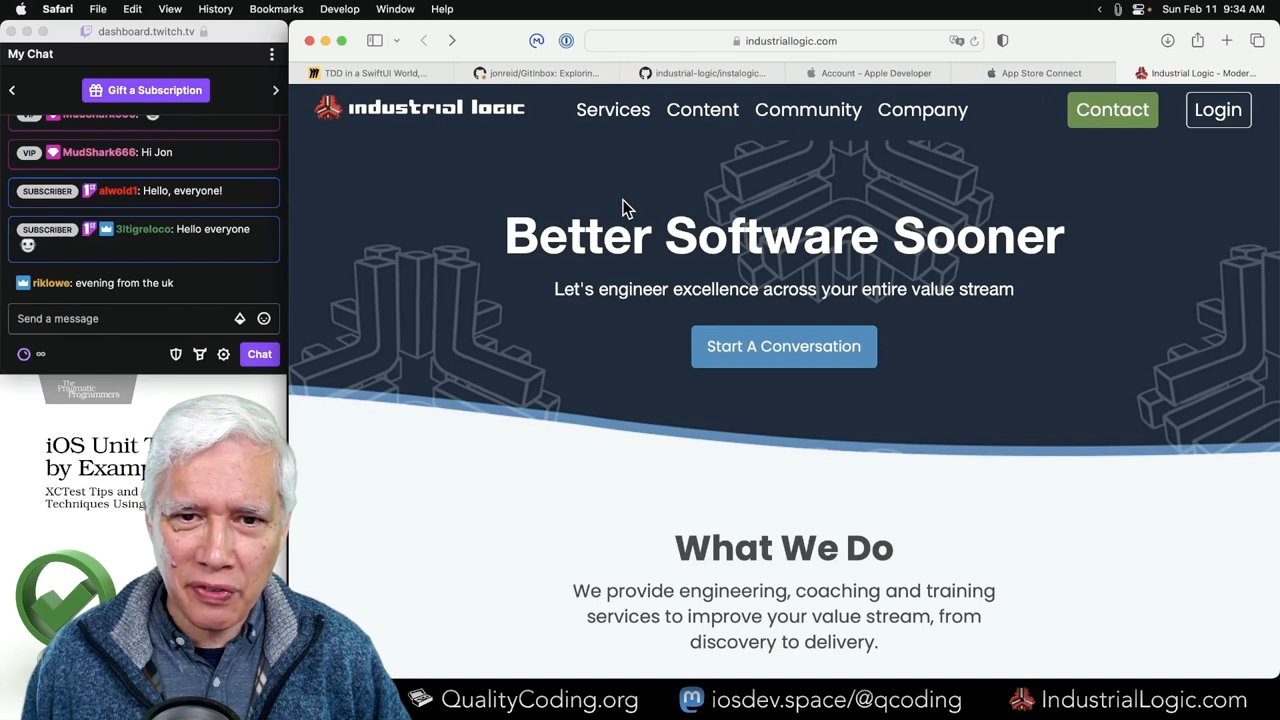 Safari File Edit View History Bookmarks Develop Window Help
Sun Feb 11 9:34 AM
dashboard.twitch.tv
My Chat
Gift a Subscription
VIP MudShark666:
VIP MudShark666: Hi Jon
SUBSCRIBER alwold1: Hello, everyone!
SUBSCRIBER 3ltigreloco: Hello everyone
riklowe: evening from the uk
Send a message
Chat
industriallogic.com
TDD in a SwiftUI World,...
jonreid/GitInbox: Explorin...
industrial-logic/instalogic...
Account - Apple Developer
App Store Connect
Industrial Logic - Moder...
industrial logic
Services Content Community Company
Contact
Login
Better Software Sooner
Let's engineer excellence across your entire value stream
Start A Conversation
What We Do
We provide engineering, coaching and training
services to improve your value stream, from
discovery to delivery.
The
Pragmatic
Programmers
iOS Unit T
by Examp
XCTest Tips and
Techniques Using
QualityCoding.org
iosdev.space/@qcoding
IndustrialLogic.com